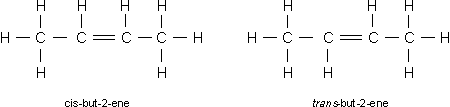 H H H H H H H
H — C — C = C — C — H H — C — C = C — C — H
H H H H H
cis-but-2-ene trans-but-2-ene